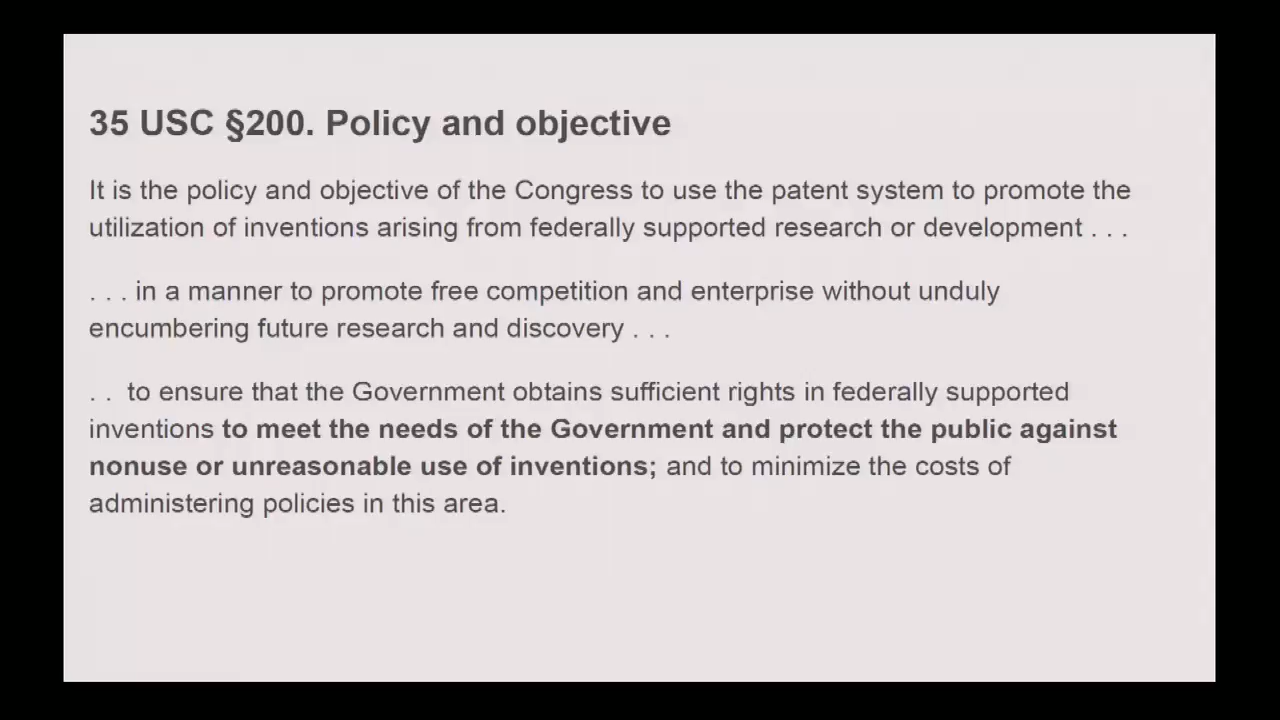 35 USC §200. Policy and objective
It is the policy and objective of the Congress to use the patent system to promote the
utilization of inventions arising from federally supported research or development . . .
. . . in a manner to promote free competition and enterprise without unduly
encumbering future research and discovery . . .
. .  to ensure that the Government obtains sufficient rights in federally supported
inventions to meet the needs of the Government and protect the public against
nonuse or unreasonable use of inventions; and to minimize the costs of
administering policies in this area.